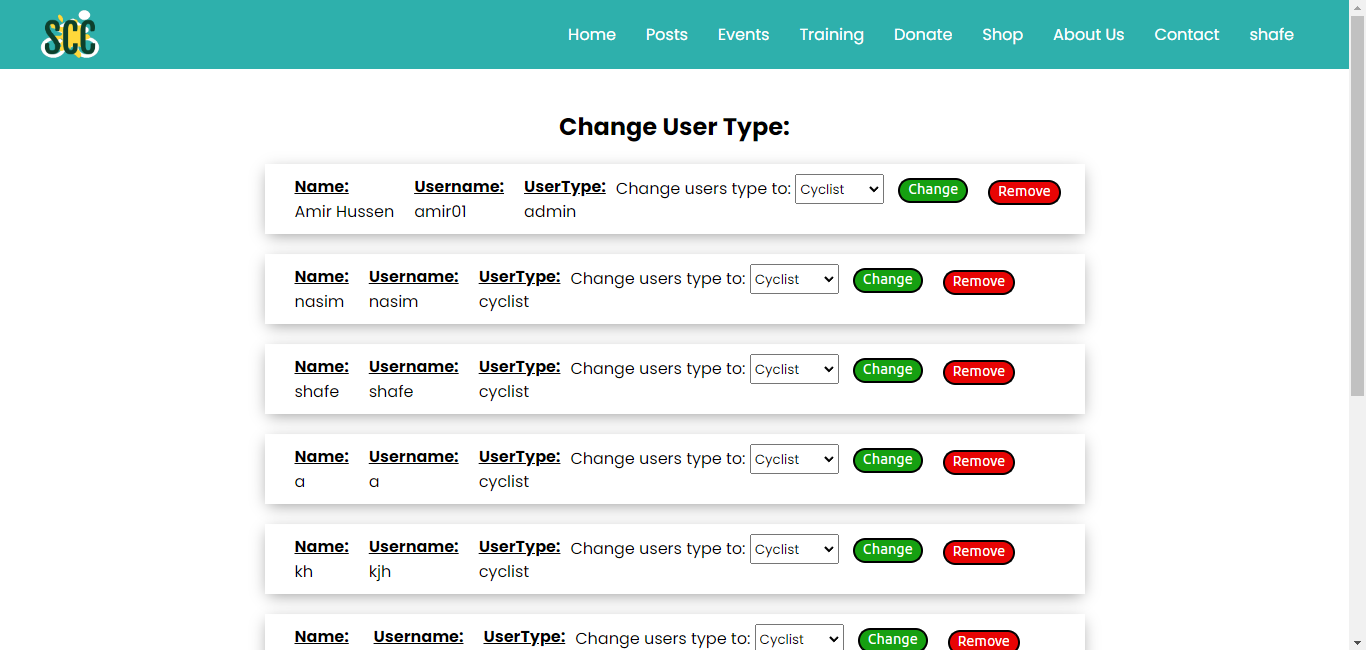 SCC
Home Posts Events Training Donate Shop About Us Contact shafe
Change User Type:
Name: Username: UserType: Change users type to: Cyclist Change Remove
Amir Hussen amir01 admin
Name: Username: UserType: Change users type to: Cyclist Change Remove
nasim nasim cyclist
Name: Username: UserType: Change users type to: Cyclist Change Remove
shafe shafe cyclist
Name: Username: UserType: Change users type to: Cyclist Change Remove
a a cyclist
Name: Username: UserType: Change users type to: Cyclist Change Remove
kh kjh cyclist
Name: Username: UserType: Change users type to: Cyclist Change Remove